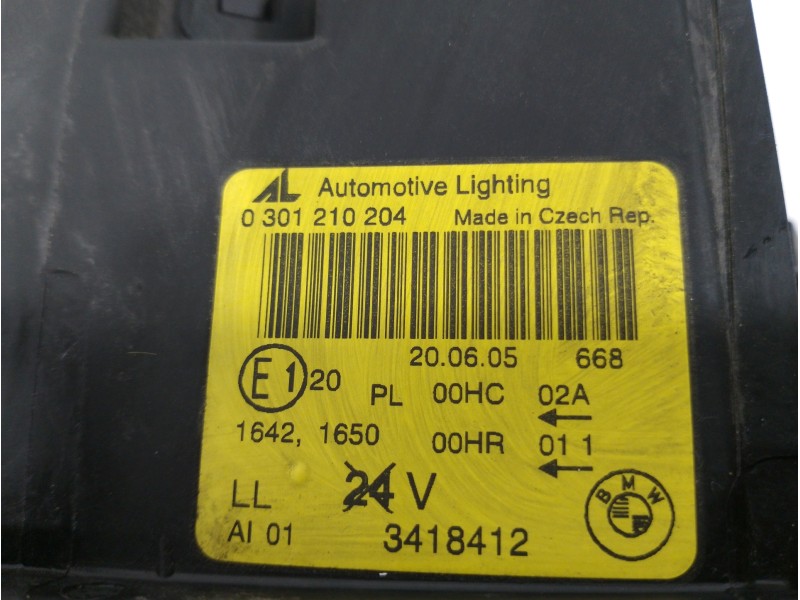 AL Automotive Lighting
0 301 210 204 Made in Czech Rep.
20.06.05 668
E1 20 PL 00HC 02A
1642, 1650 00HR 01 1
LL 24 V
AI 01 3418412
BMW